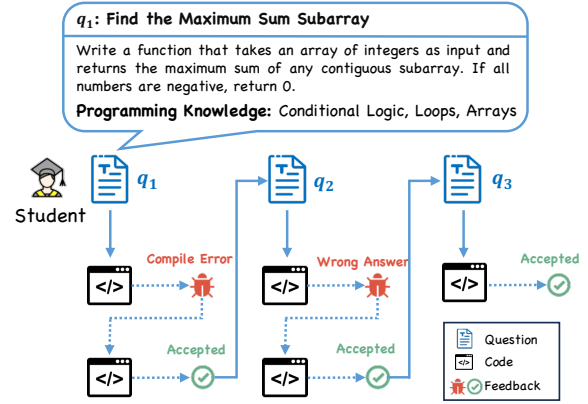 q₁: Find the Maximum Sum Subarray
Write a function that takes an array of integers as input and
returns the maximum sum of any contiguous subarray. If all
numbers are negative, return 0.
Programming Knowledge: Conditional Logic, Loops, Arrays
Student
T q₁
T q₂
T q₃
</> Compile Error
</> Wrong Answer
</> Accepted
</> Accepted
</> Accepted
T Question
</> Code
Feedback